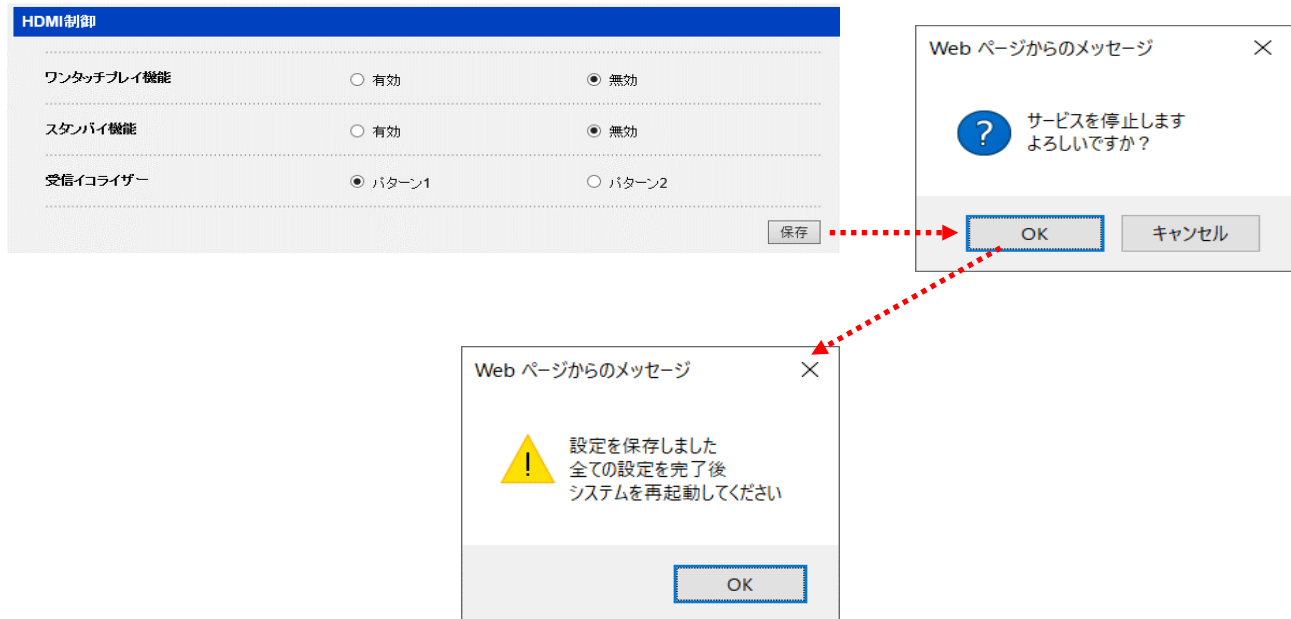 HDMI制御
ワンタッチプレイ機能 有効 無効
スタンバイ機能 有効 無効
受信イコライザー パターン1 パターン2
保存
Web ページからのメッセージ
?
サービスを停止します
よろしいですか？
OK キャンセル
Web ページからのメッセージ
!
設定を保存しました
全ての設定を完了後
システムを再起動してください
OK